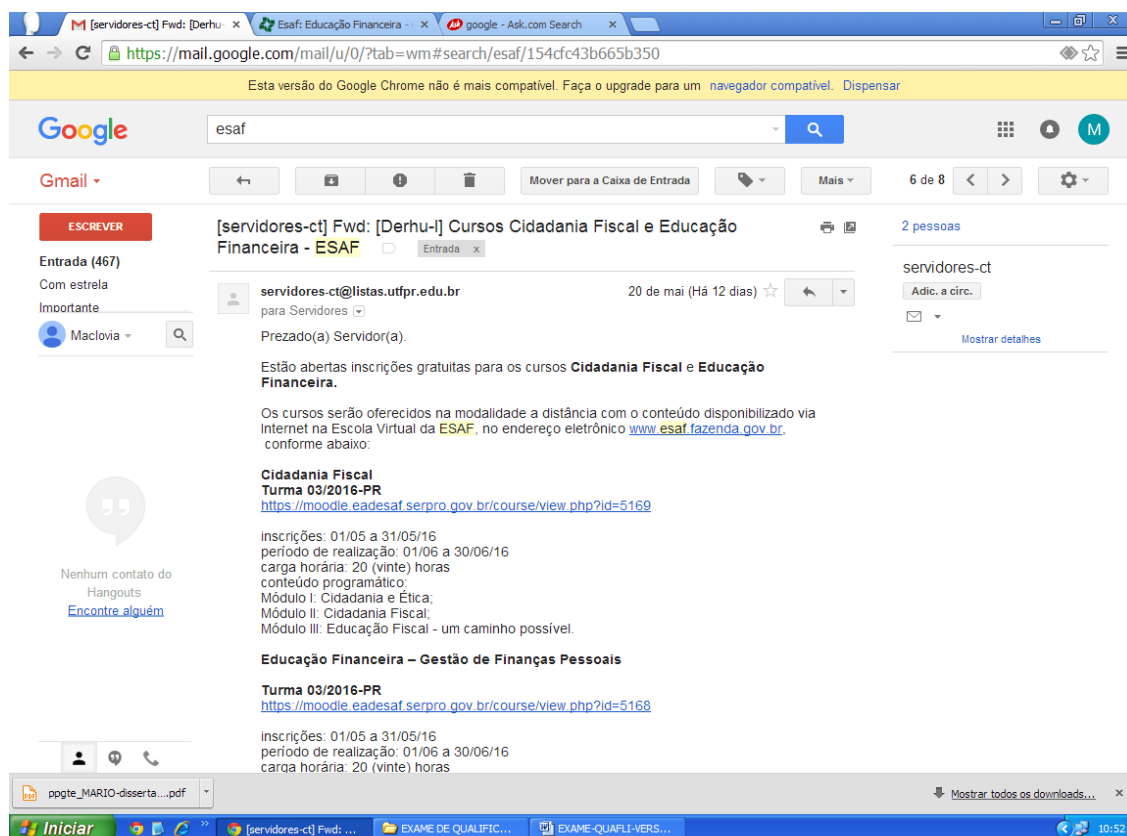 [servidores-ct] Fwd: [Derhu-
Esaf: Educação Financeira -
google - Ask.com Search
https://mail.google.com/mail/u/0/?tab=wm#search/esaf/154cfc43b665b350
Esta versão do Google Chrome não é mais compatível. Faça o upgrade para um navegador compatível. Dispensar
Google
esaf
M
Gmail
Mover para a Caixa de Entrada
Mais
6 de 8
ESCREVER
Entrada (467)
Com estrela
Importante
Maclovia
[servidores-ct] Fwd: [Derhu-l] Cursos Cidadania Fiscal e Educação
Financeira - ESAF
Entrada x
2 pessoas
servidores-ct
Adic. a círc.
Mostrar detalhes
servidores-ct@listas.utfpr.edu.br
20 de mai (Há 12 dias)
para Servidores
Prezado(a) Servidor(a).
Estão abertas inscrições gratuitas para os cursos Cidadania Fiscal e Educação
Financeira.
Os cursos serão oferecidos na modalidade a distância com o conteúdo disponibilizado via
Internet na Escola Virtual da ESAF, no endereço eletrônico www.esaf.fazenda.gov.br,
conforme abaixo:
Cidadania Fiscal
Turma 03/2016-PR
https://moodle.eadesaf.serpro.gov.br/course/view.php?id=5169
inscrições: 01/05 a 31/05/16
período de realização: 01/06 a 30/06/16
carga horária: 20 (vinte) horas
conteúdo programático:
Módulo I: Cidadania e Ética;
Módulo II: Cidadania Fiscal;
Módulo III: Educação Fiscal - um caminho possível.
Educação Financeira – Gestão de Finanças Pessoais
Turma 03/2016-PR
https://moodle.eadesaf.serpro.gov.br/course/view.php?id=5168
inscrições: 01/05 a 31/05/16
período de realização: 01/06 a 30/06/16
carga horária: 20 (vinte) horas
Nenhum contato do
Hangouts
Encontre alguém
ppgte_MARIO-disserta....pdf
Mostrar todos os downloads...
Iniciar
[servidores-ct] Fwd: ...
EXAME DE QUALIFIC...
EXAME-QUAFLI-VERS...
10:52